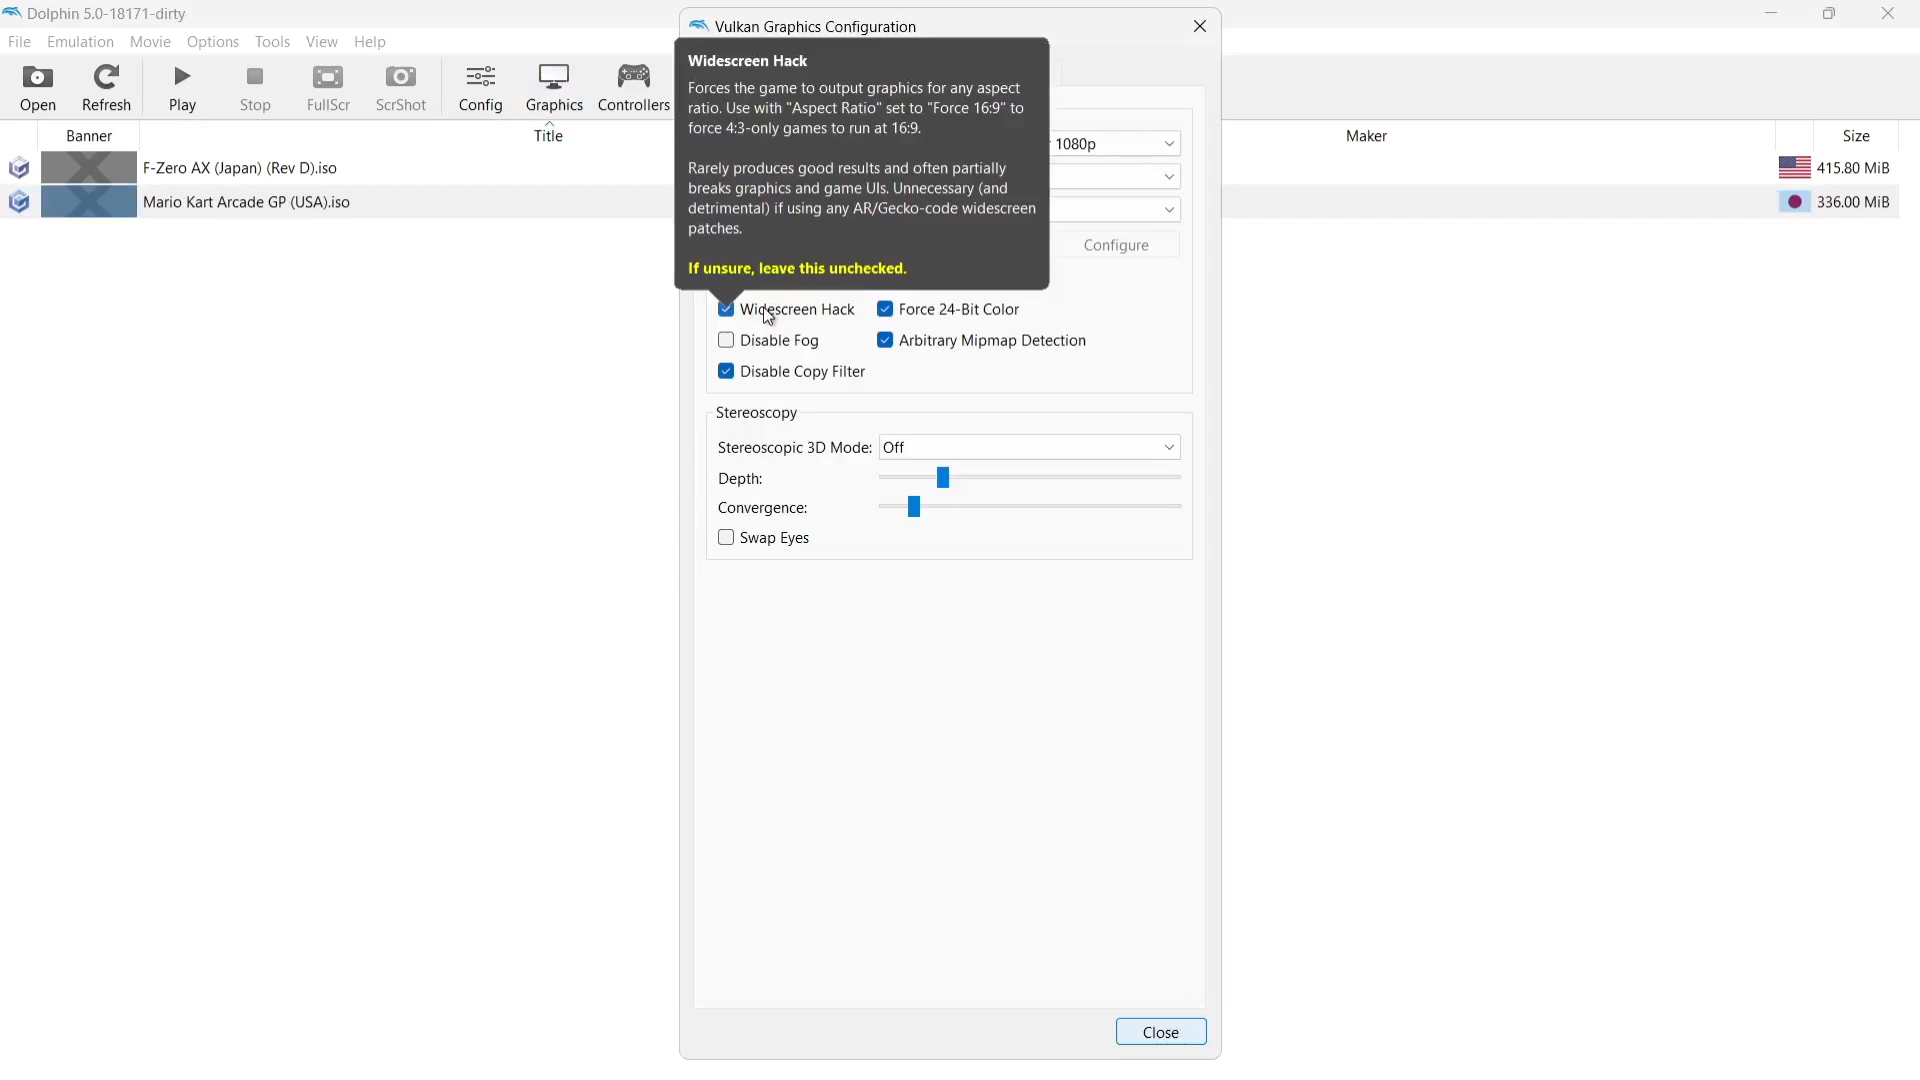 Dolphin 5.0-18171-dirty
File Emulation Movie Options Tools View Help
Open Refresh Play Stop FullScr ScrShot Config Graphics Controllers
Banner Title Maker Size
F-Zero AX (Japan) (Rev D).iso 415.80 MiB
Mario Kart Arcade GP (USA).iso 336.00 MiB
Vulkan Graphics Configuration
Widescreen Hack
Forces the game to output graphics for any aspect
ratio. Use with "Aspect Ratio" set to "Force 16:9" to
force 4:3-only games to run at 16:9.
Rarely produces good results and often partially
breaks graphics and game UIs. Unnecessary (and
detrimental) if using any AR/Gecko-code widescreen
patches.
If unsure, leave this unchecked.
1080p
Configure
Widescreen Hack Force 24-Bit Color
Disable Fog Arbitrary Mipmap Detection
Disable Copy Filter
Stereoscopy
Stereoscopic 3D Mode: Off
Depth:
Convergence:
Swap Eyes
Close